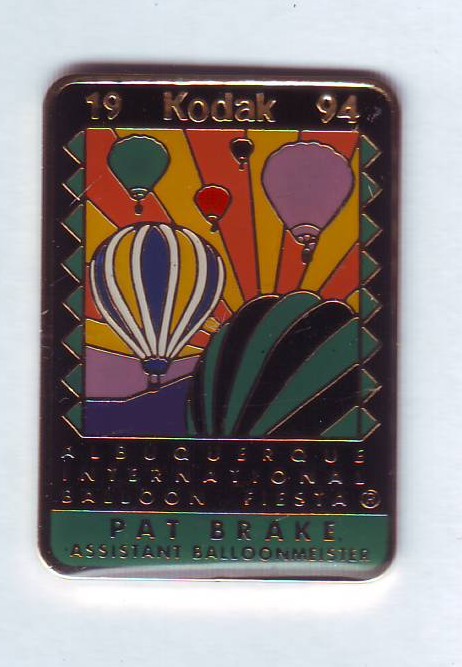 19 Kodak 94
ALBUQUERQUE
INTERNATIONAL
BALLOON FIESTA®
PAT BRAKE
ASSISTANT BALLOONMEISTER